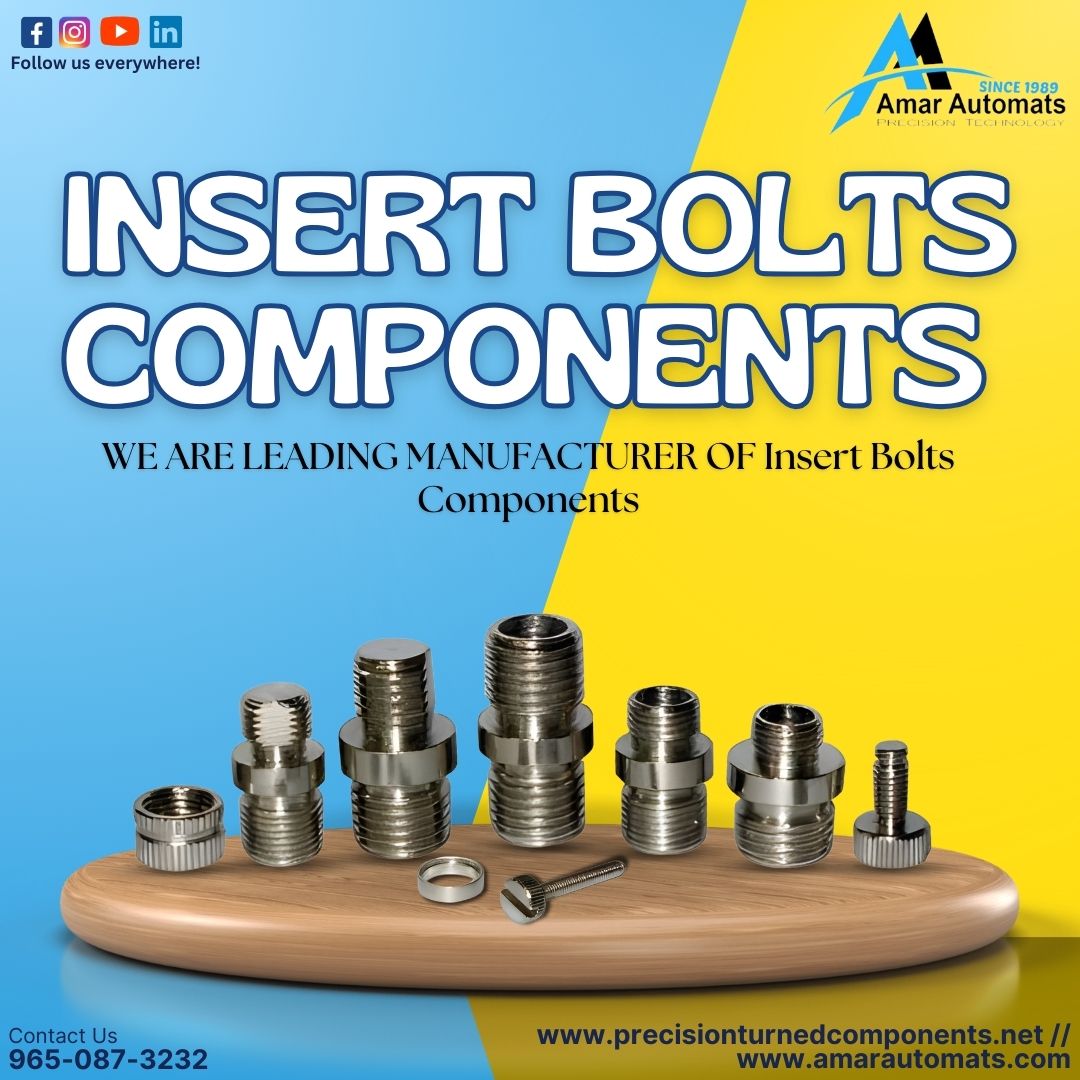 Follow us everywhere!
SINCE 1989
Amar Automats
PRECISION TECHNOLOGY
INSERT BOLTS
COMPONENTS
WE ARE LEADING MANUFACTURER OF Insert Bolts
Components
Contact Us
965-087-3232
www.precisionturnedcomponents.net //
www.amarautomats.com